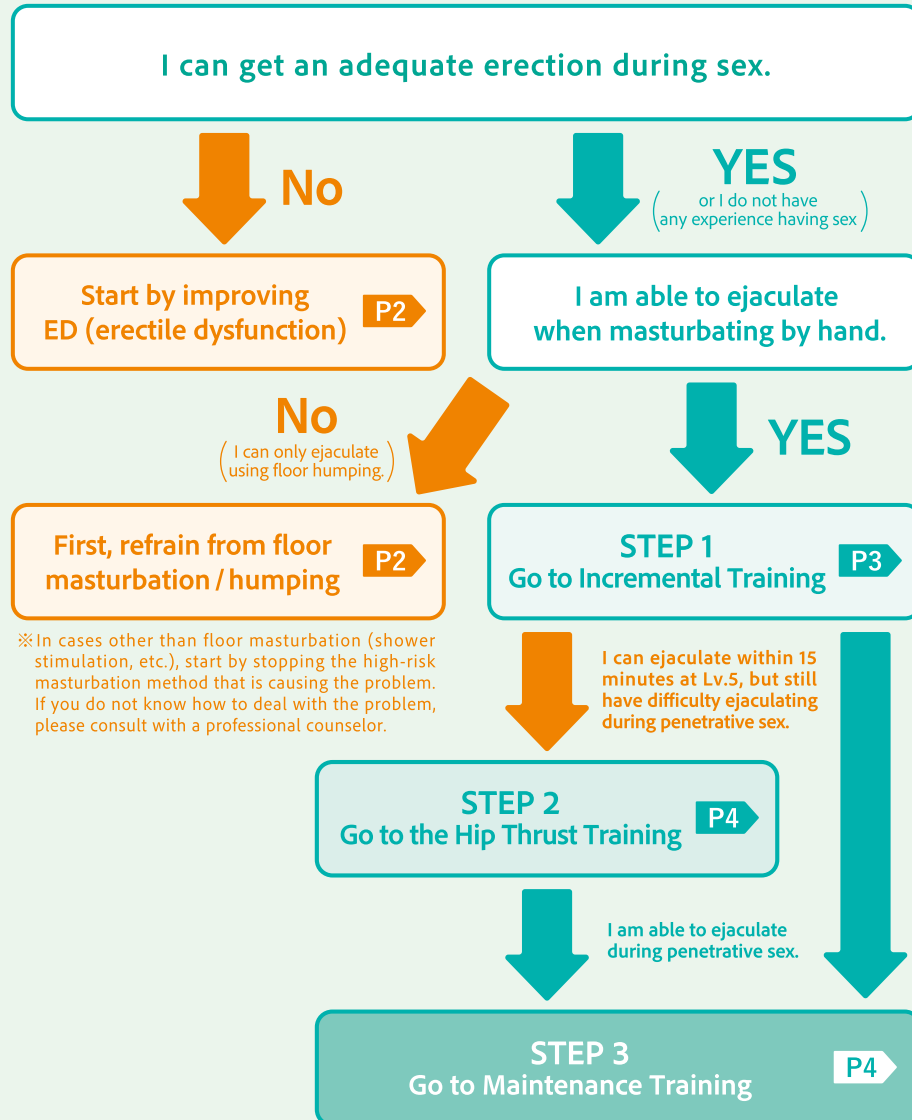 I can get an adequate erection during sex.
No
YES
(or I do not have
any experience having sex)
Start by improving
ED (erectile dysfunction)
P2
I am able to ejaculate
when masturbating by hand.
No
(I can only ejaculate
using floor humping.)
YES
First, refrain from floor
masturbation / humping
P2
STEP 1
Go to Incremental Training
P3
※In cases other than floor masturbation (shower
stimulation, etc.), start by stopping the high-risk
masturbation method that is causing the problem.
If you do not know how to deal with the problem,
please consult with a professional counselor.
I can ejaculate within 15
minutes at Lv.5, but still
have difficulty ejaculating
during penetrative sex.
STEP 2
Go to the Hip Thrust Training
P4
I am able to ejaculate
during penetrative sex.
STEP 3
Go to Maintenance Training
P4